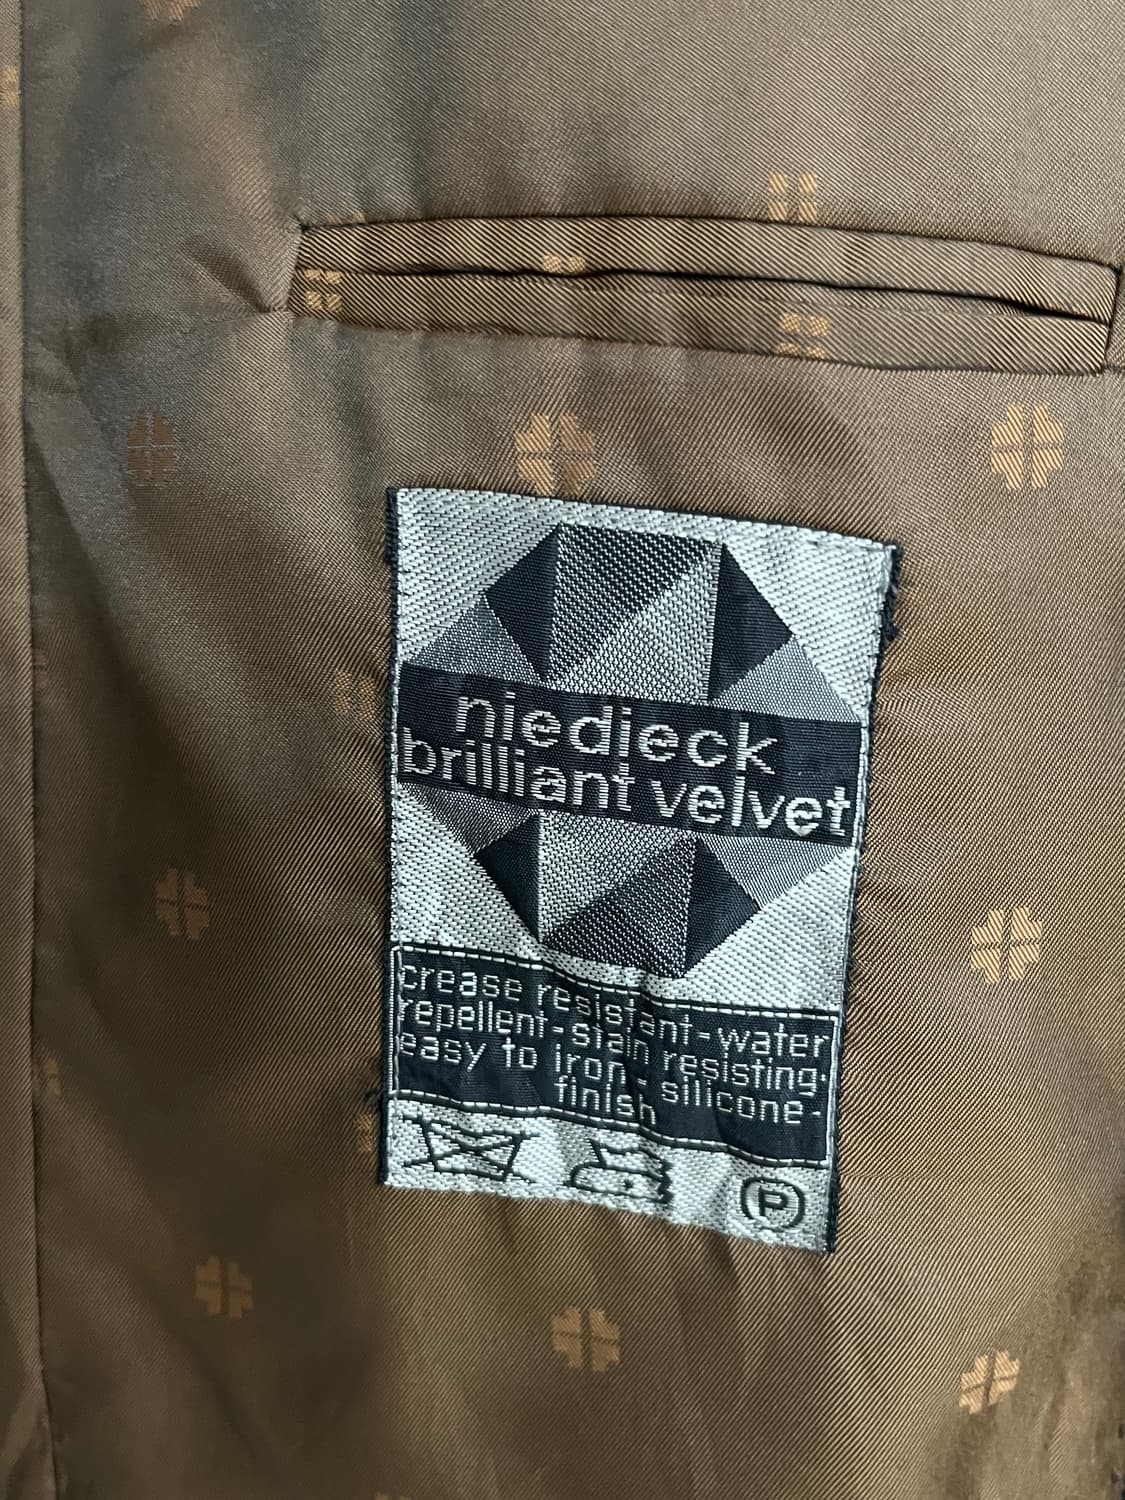 niedieck
brilliant velvet
crease resistant-water
repellent-stain resisting-
easy to iron-silicone-
finish
P